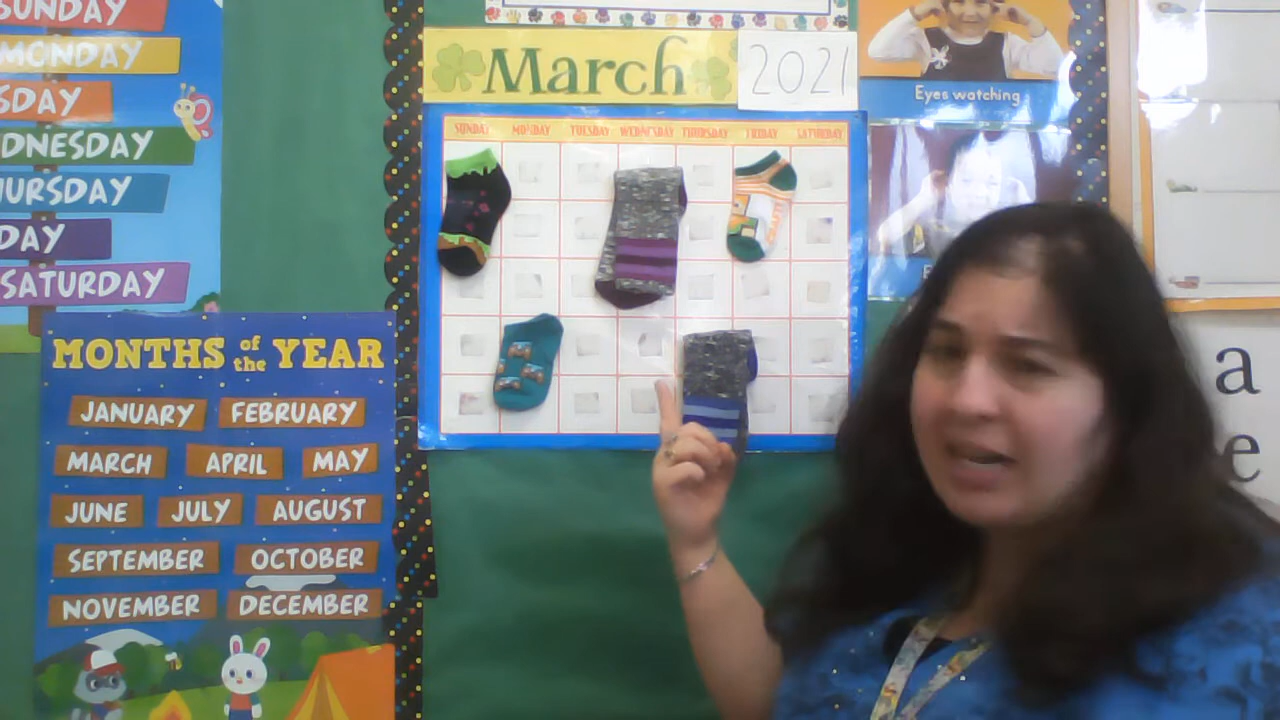 SUNDAY
MONDAY
SDAY
DNESDAY
URSDAY
DAY
SATURDAY
MONTHS of the YEAR
JANUARY FEBRUARY
MARCH APRIL MAY
JUNE JULY AUGUST
SEPTEMBER OCTOBER
NOVEMBER DECEMBER
March 2021
SUNDAY MONDAY TUESDAY WEDNESDAY THURSDAY FRIDAY SATURDAY
Eyes watching
a
e